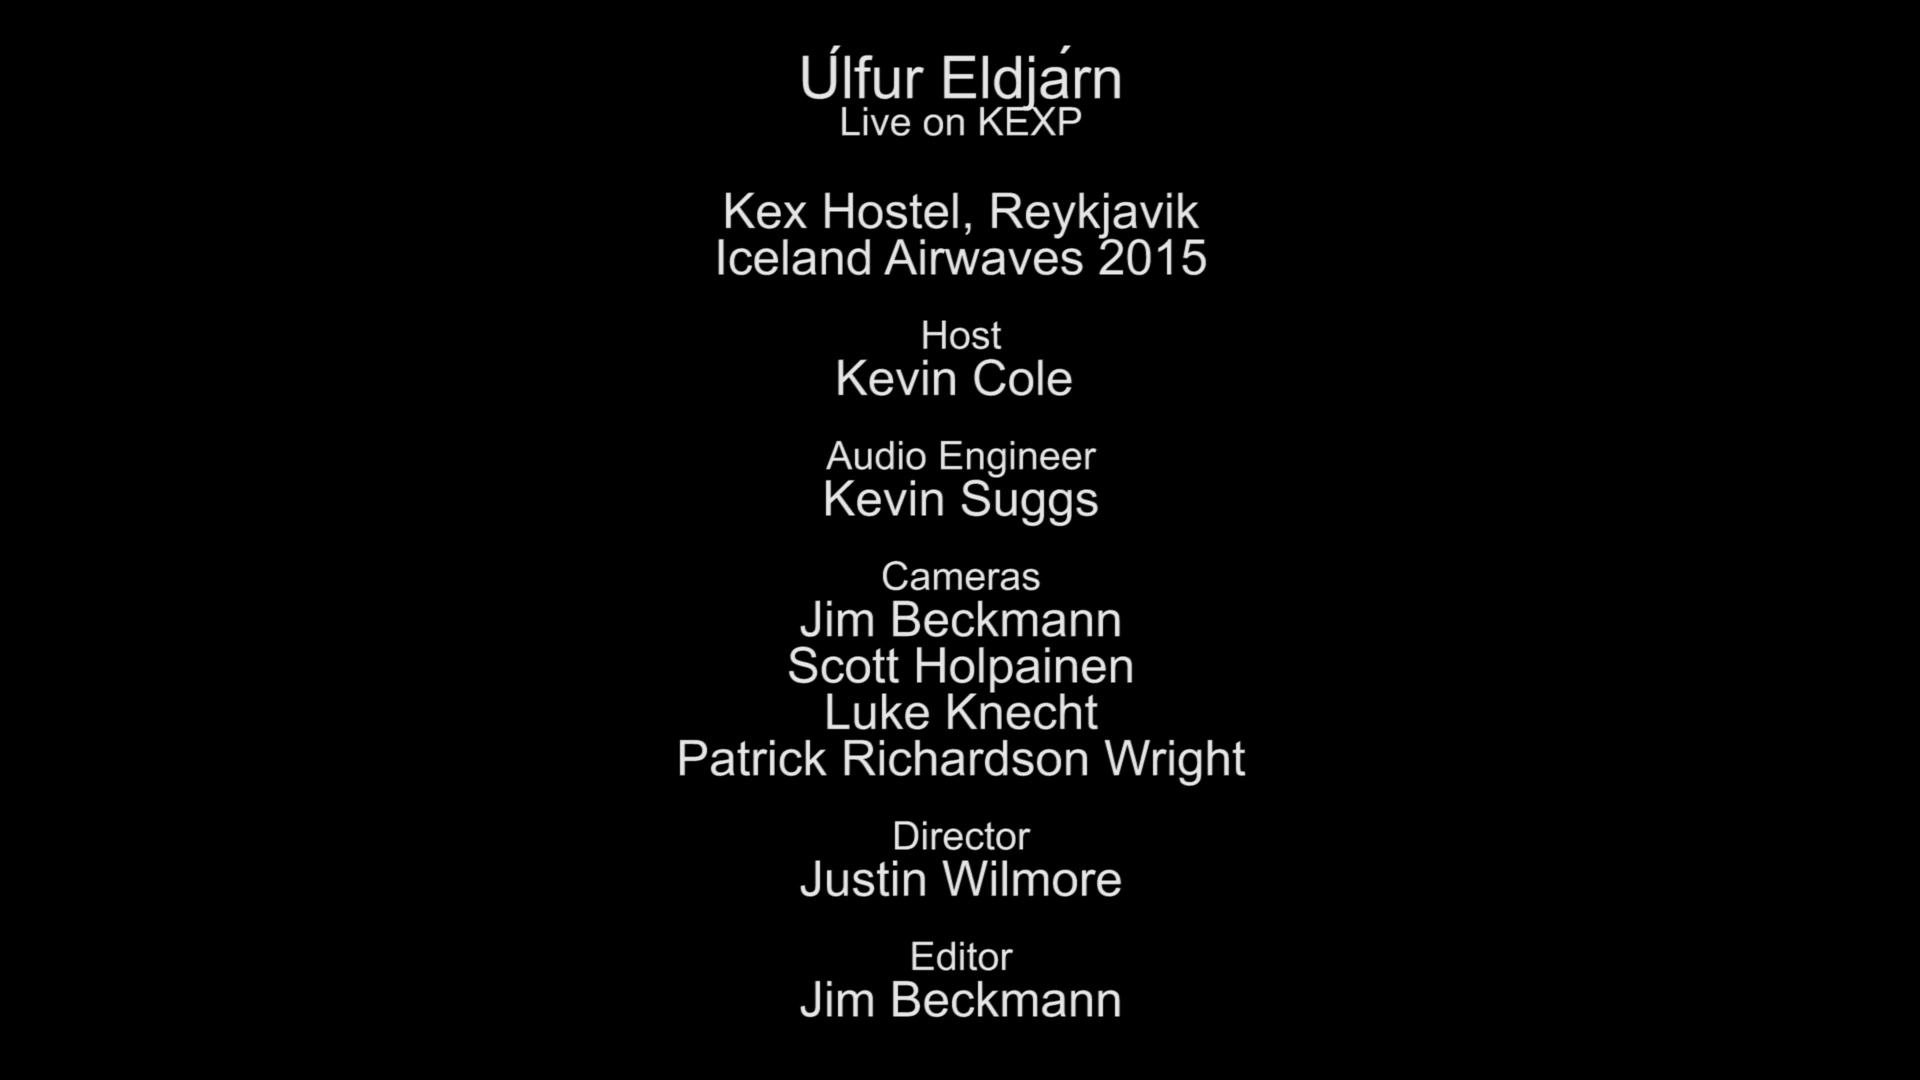 Úlfur Eldjárn
Live on KEXP
Kex Hostel, Reykjavik
Iceland Airwaves 2015
Host
Kevin Cole
Audio Engineer
Kevin Suggs
Cameras
Jim Beckmann
Scott Holpainen
Luke Knecht
Patrick Richardson Wright
Director
Justin Wilmore
Editor
Jim Beckmann